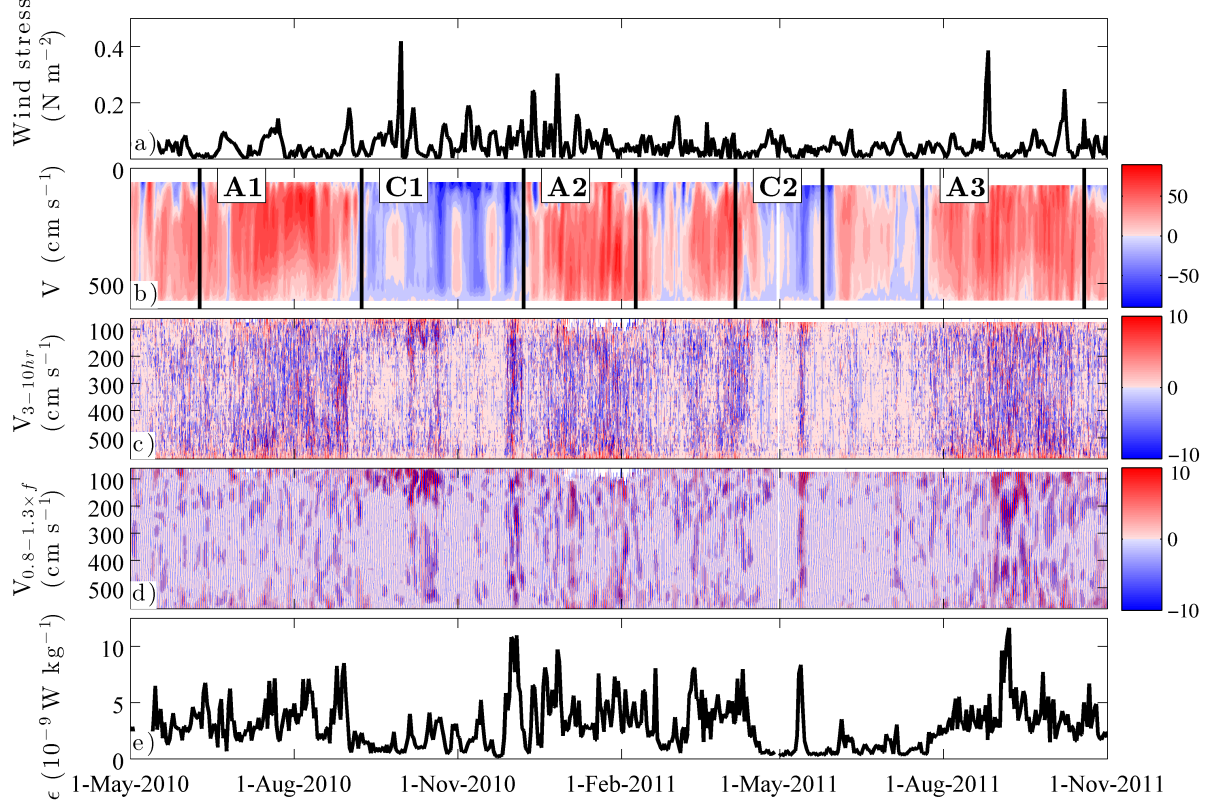 Wind stress
(N m−2)
0.4
0.2
a)
0
A1
C1
A2
C2
A3
V (cm s−1)
500
b)
50
0
−50
V3−10hr
(cm s−1)
100
200
300
400
500
c)
10
0
−10
V0.8−1.3×f
(cm s−1)
100
200
300
400
500
d)
10
0
−10
ϵ (10−9 W kg−1)
10
5
0
e)
1-May-2010 1-Aug-2010 1-Nov-2010 1-Feb-2011 1-May-2011 1-Aug-2011 1-Nov-2011